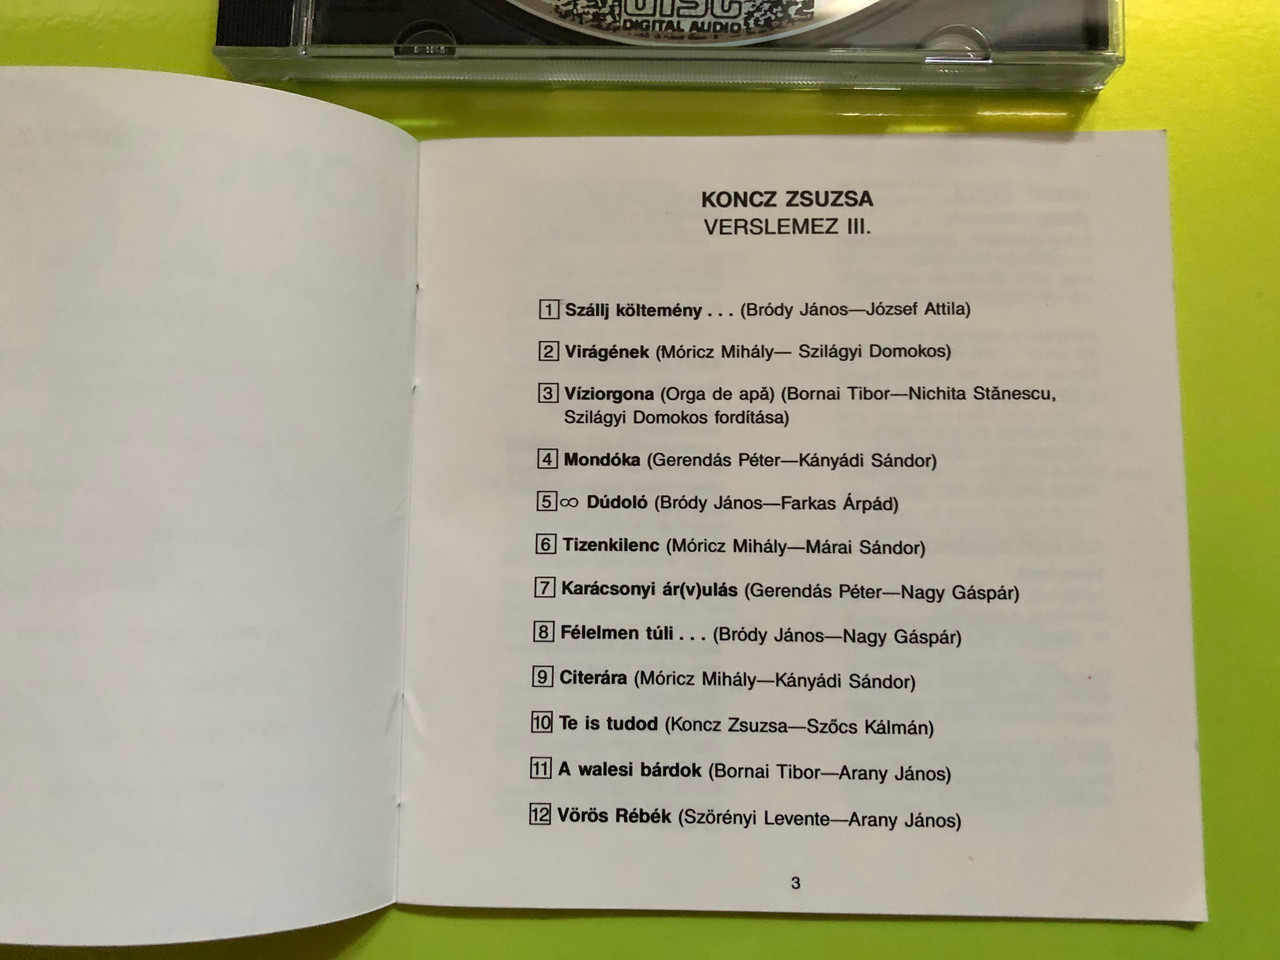 DISC
DIGITAL AUDIO
KONCZ ZSUZSA
VERSLEMEZ III.
1 Szállj költemény . . . (Bródy János—József Attila)
2 Virágének (Móricz Mihály— Szilágyi Domokos)
3 Víziorgona (Orga de apă) (Bornai Tibor—Nichita Stănescu,
Szilágyi Domokos fordítása)
4 Mondóka (Gerendás Péter—Kányádi Sándor)
5 ∞ Dúdoló (Bródy János—Farkas Árpád)
6 Tizenkilenc (Móricz Mihály—Márai Sándor)
7 Karácsonyi ár(v)ulás (Gerendás Péter—Nagy Gáspár)
8 Félelmen túli . . . (Bródy János—Nagy Gáspár)
9 Citerára (Móricz Mihály—Kányádi Sándor)
10 Te is tudod (Koncz Zsuzsa—Szőcs Kálmán)
11 A walesi bárdok (Bornai Tibor—Arany János)
12 Vörös Rébék (Szörényi Levente—Arany János)
3